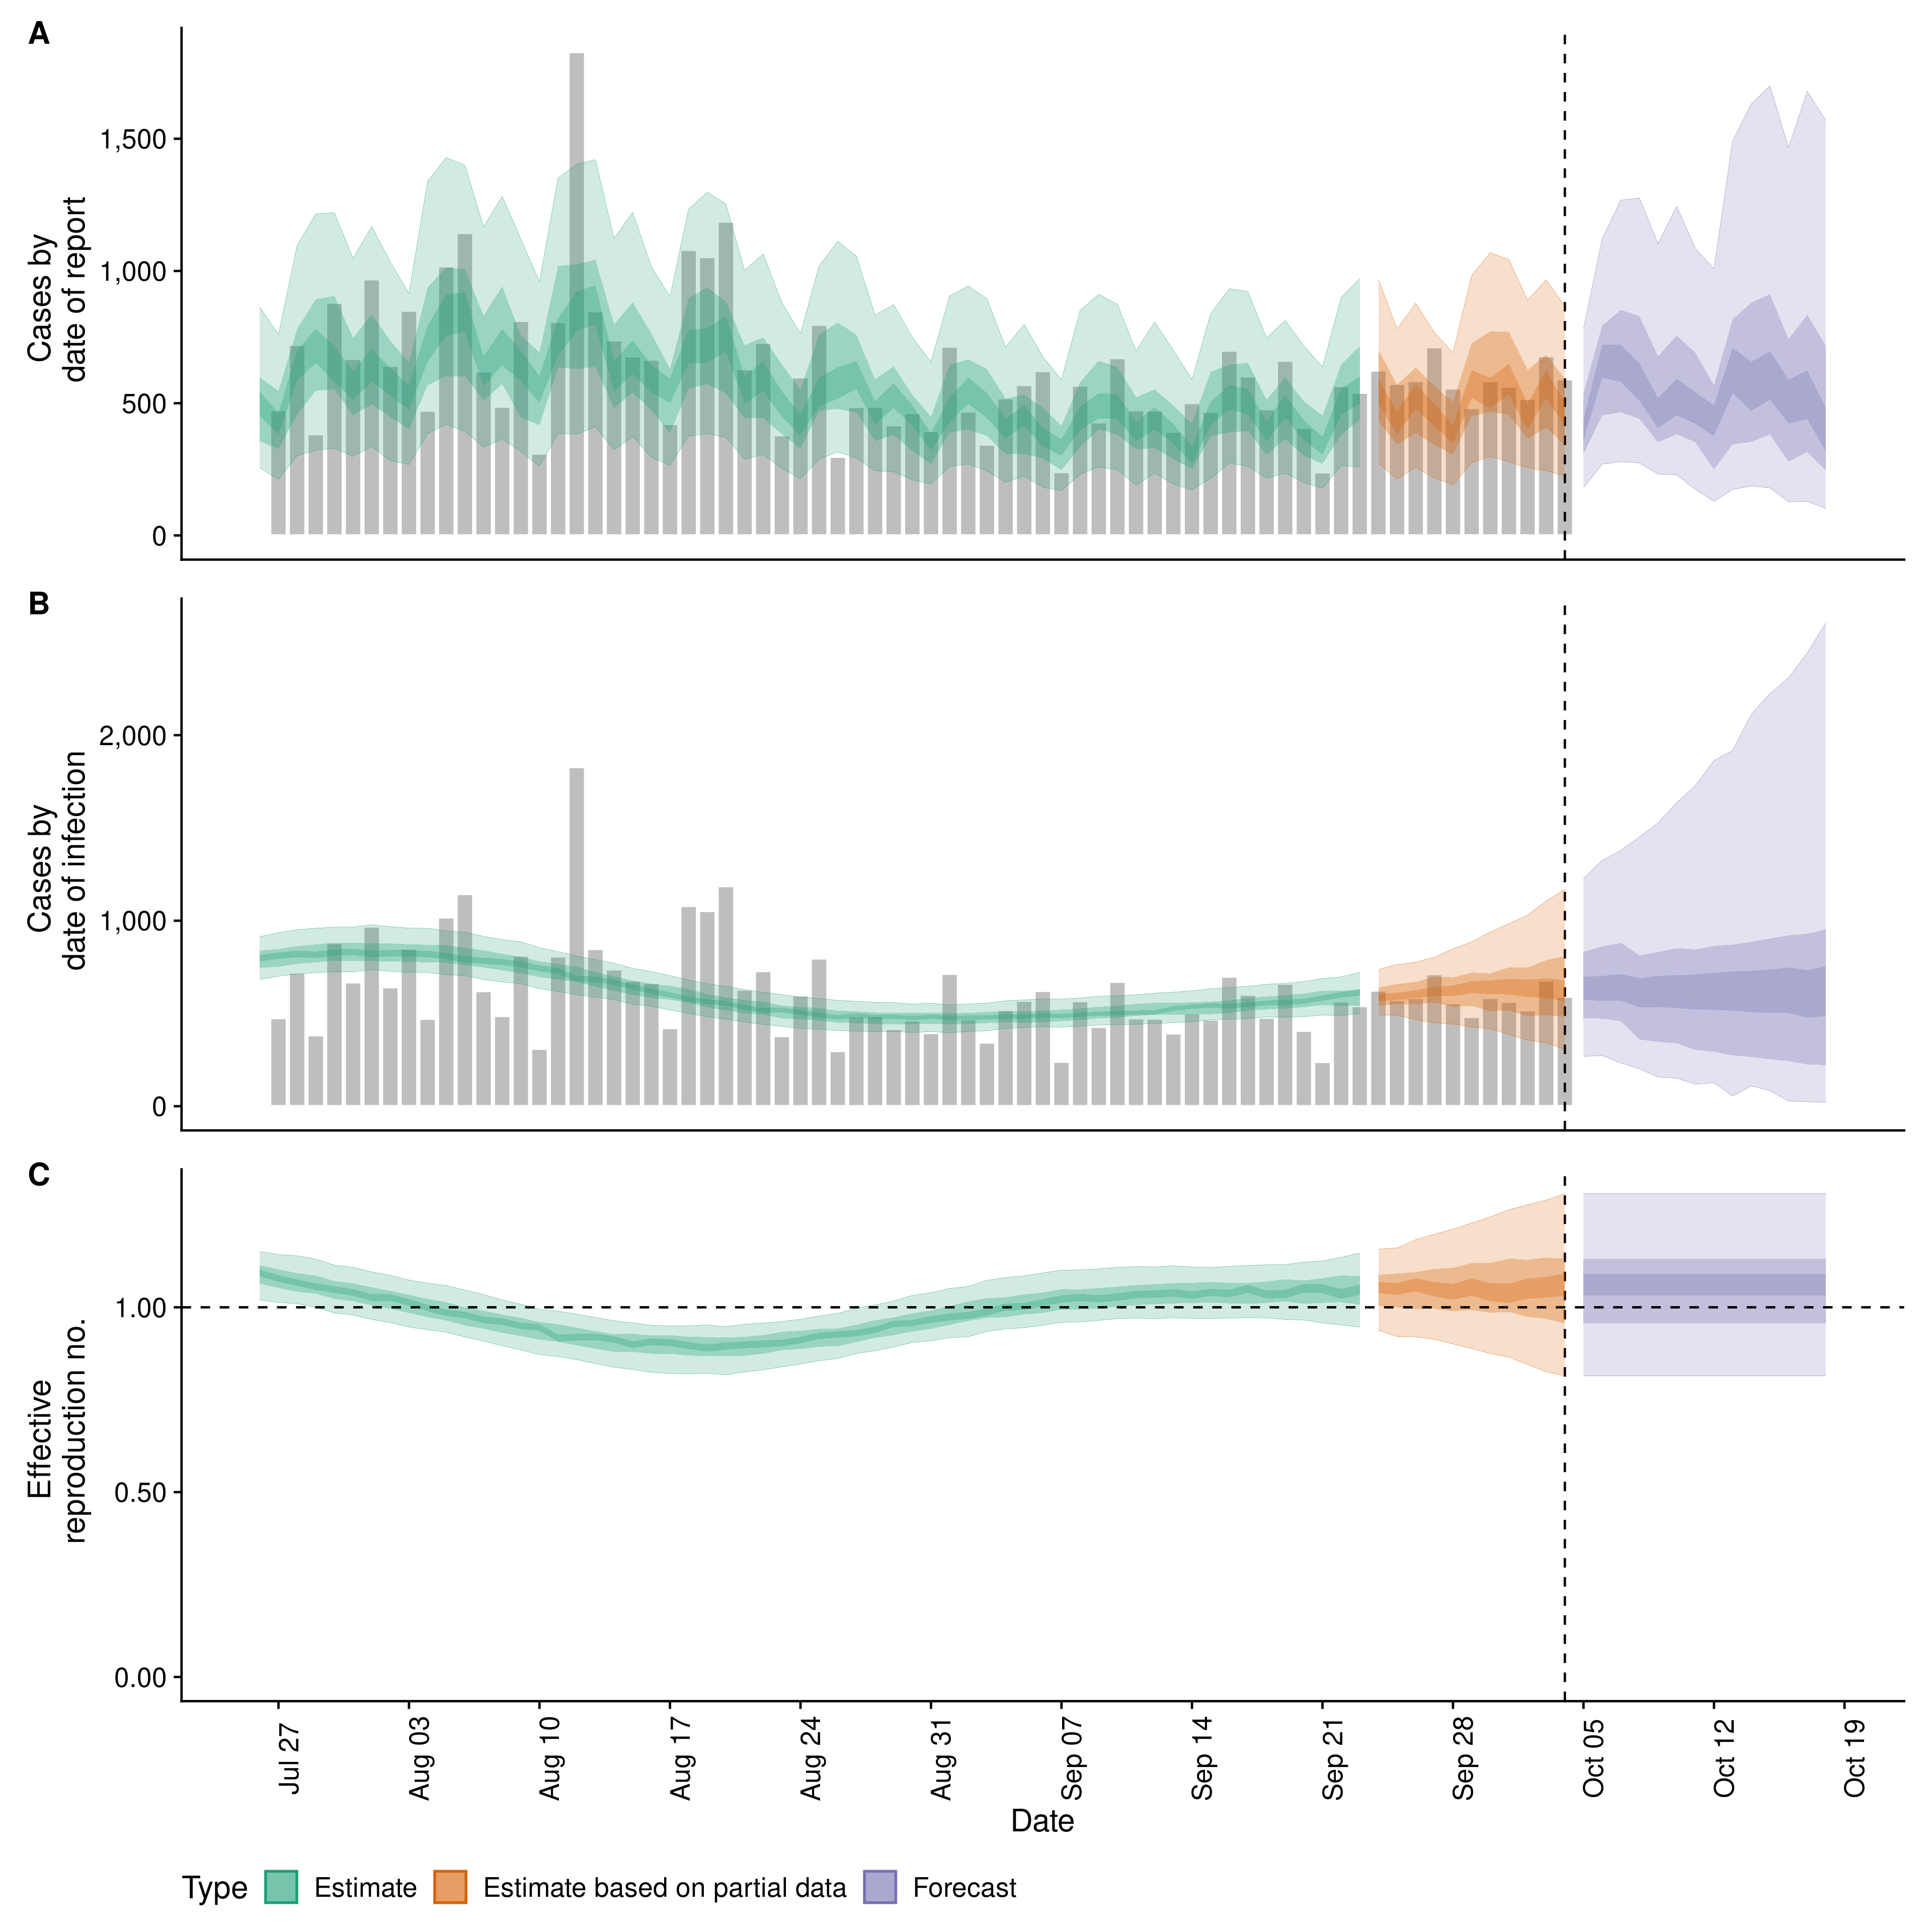 A
Cases by
date of report
1,500
1,000
500
0
B
Cases by
date of infection
2,000
1,000
0
C
Effective
reproduction no.
1.00
0.50
0.00
Jul 27
Aug 03
Aug 10
Aug 17
Aug 24
Aug 31
Sep 07
Sep 14
Sep 21
Sep 28
Oct 05
Oct 12
Oct 19
Date
Type Estimate Estimate based on partial data Forecast